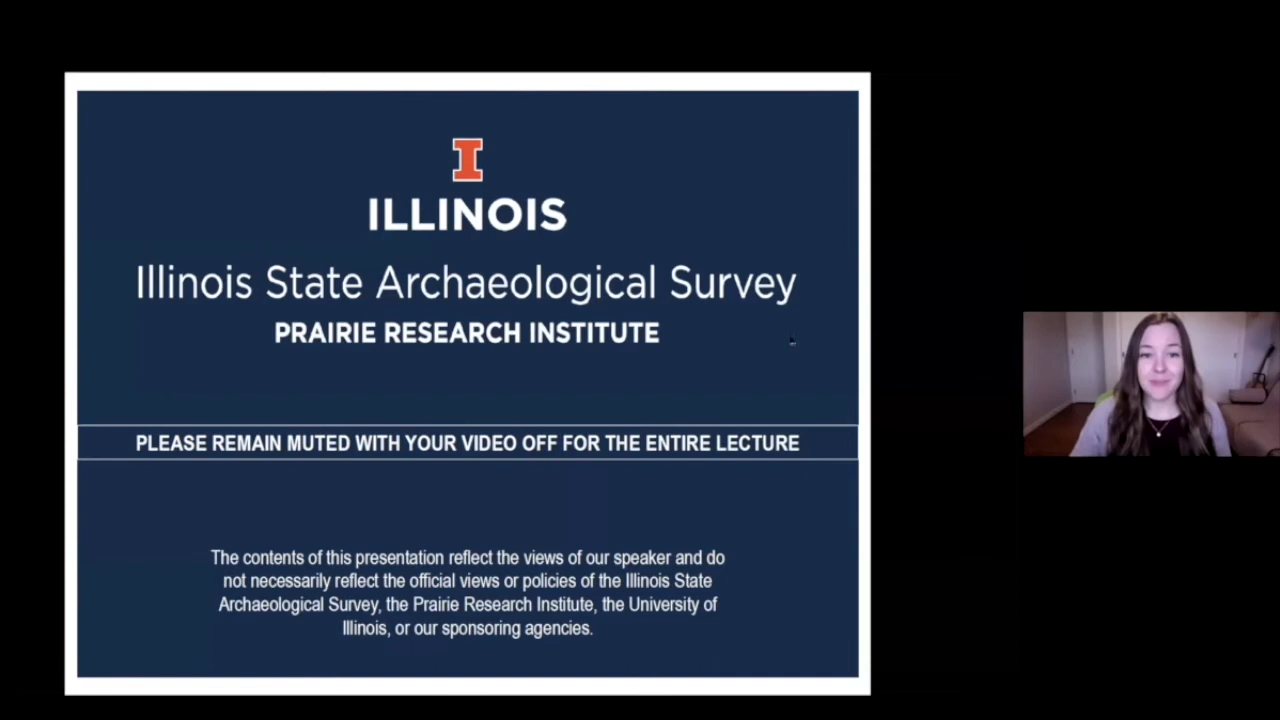 I
ILLINOIS
Illinois State Archaeological Survey
PRAIRIE RESEARCH INSTITUTE
PLEASE REMAIN MUTED WITH YOUR VIDEO OFF FOR THE ENTIRE LECTURE
The contents of this presentation reflect the views of our speaker and do
not necessarily reflect the official views or policies of the Illinois State
Archaeological Survey, the Prairie Research Institute, the University of
Illinois, or our sponsoring agencies.